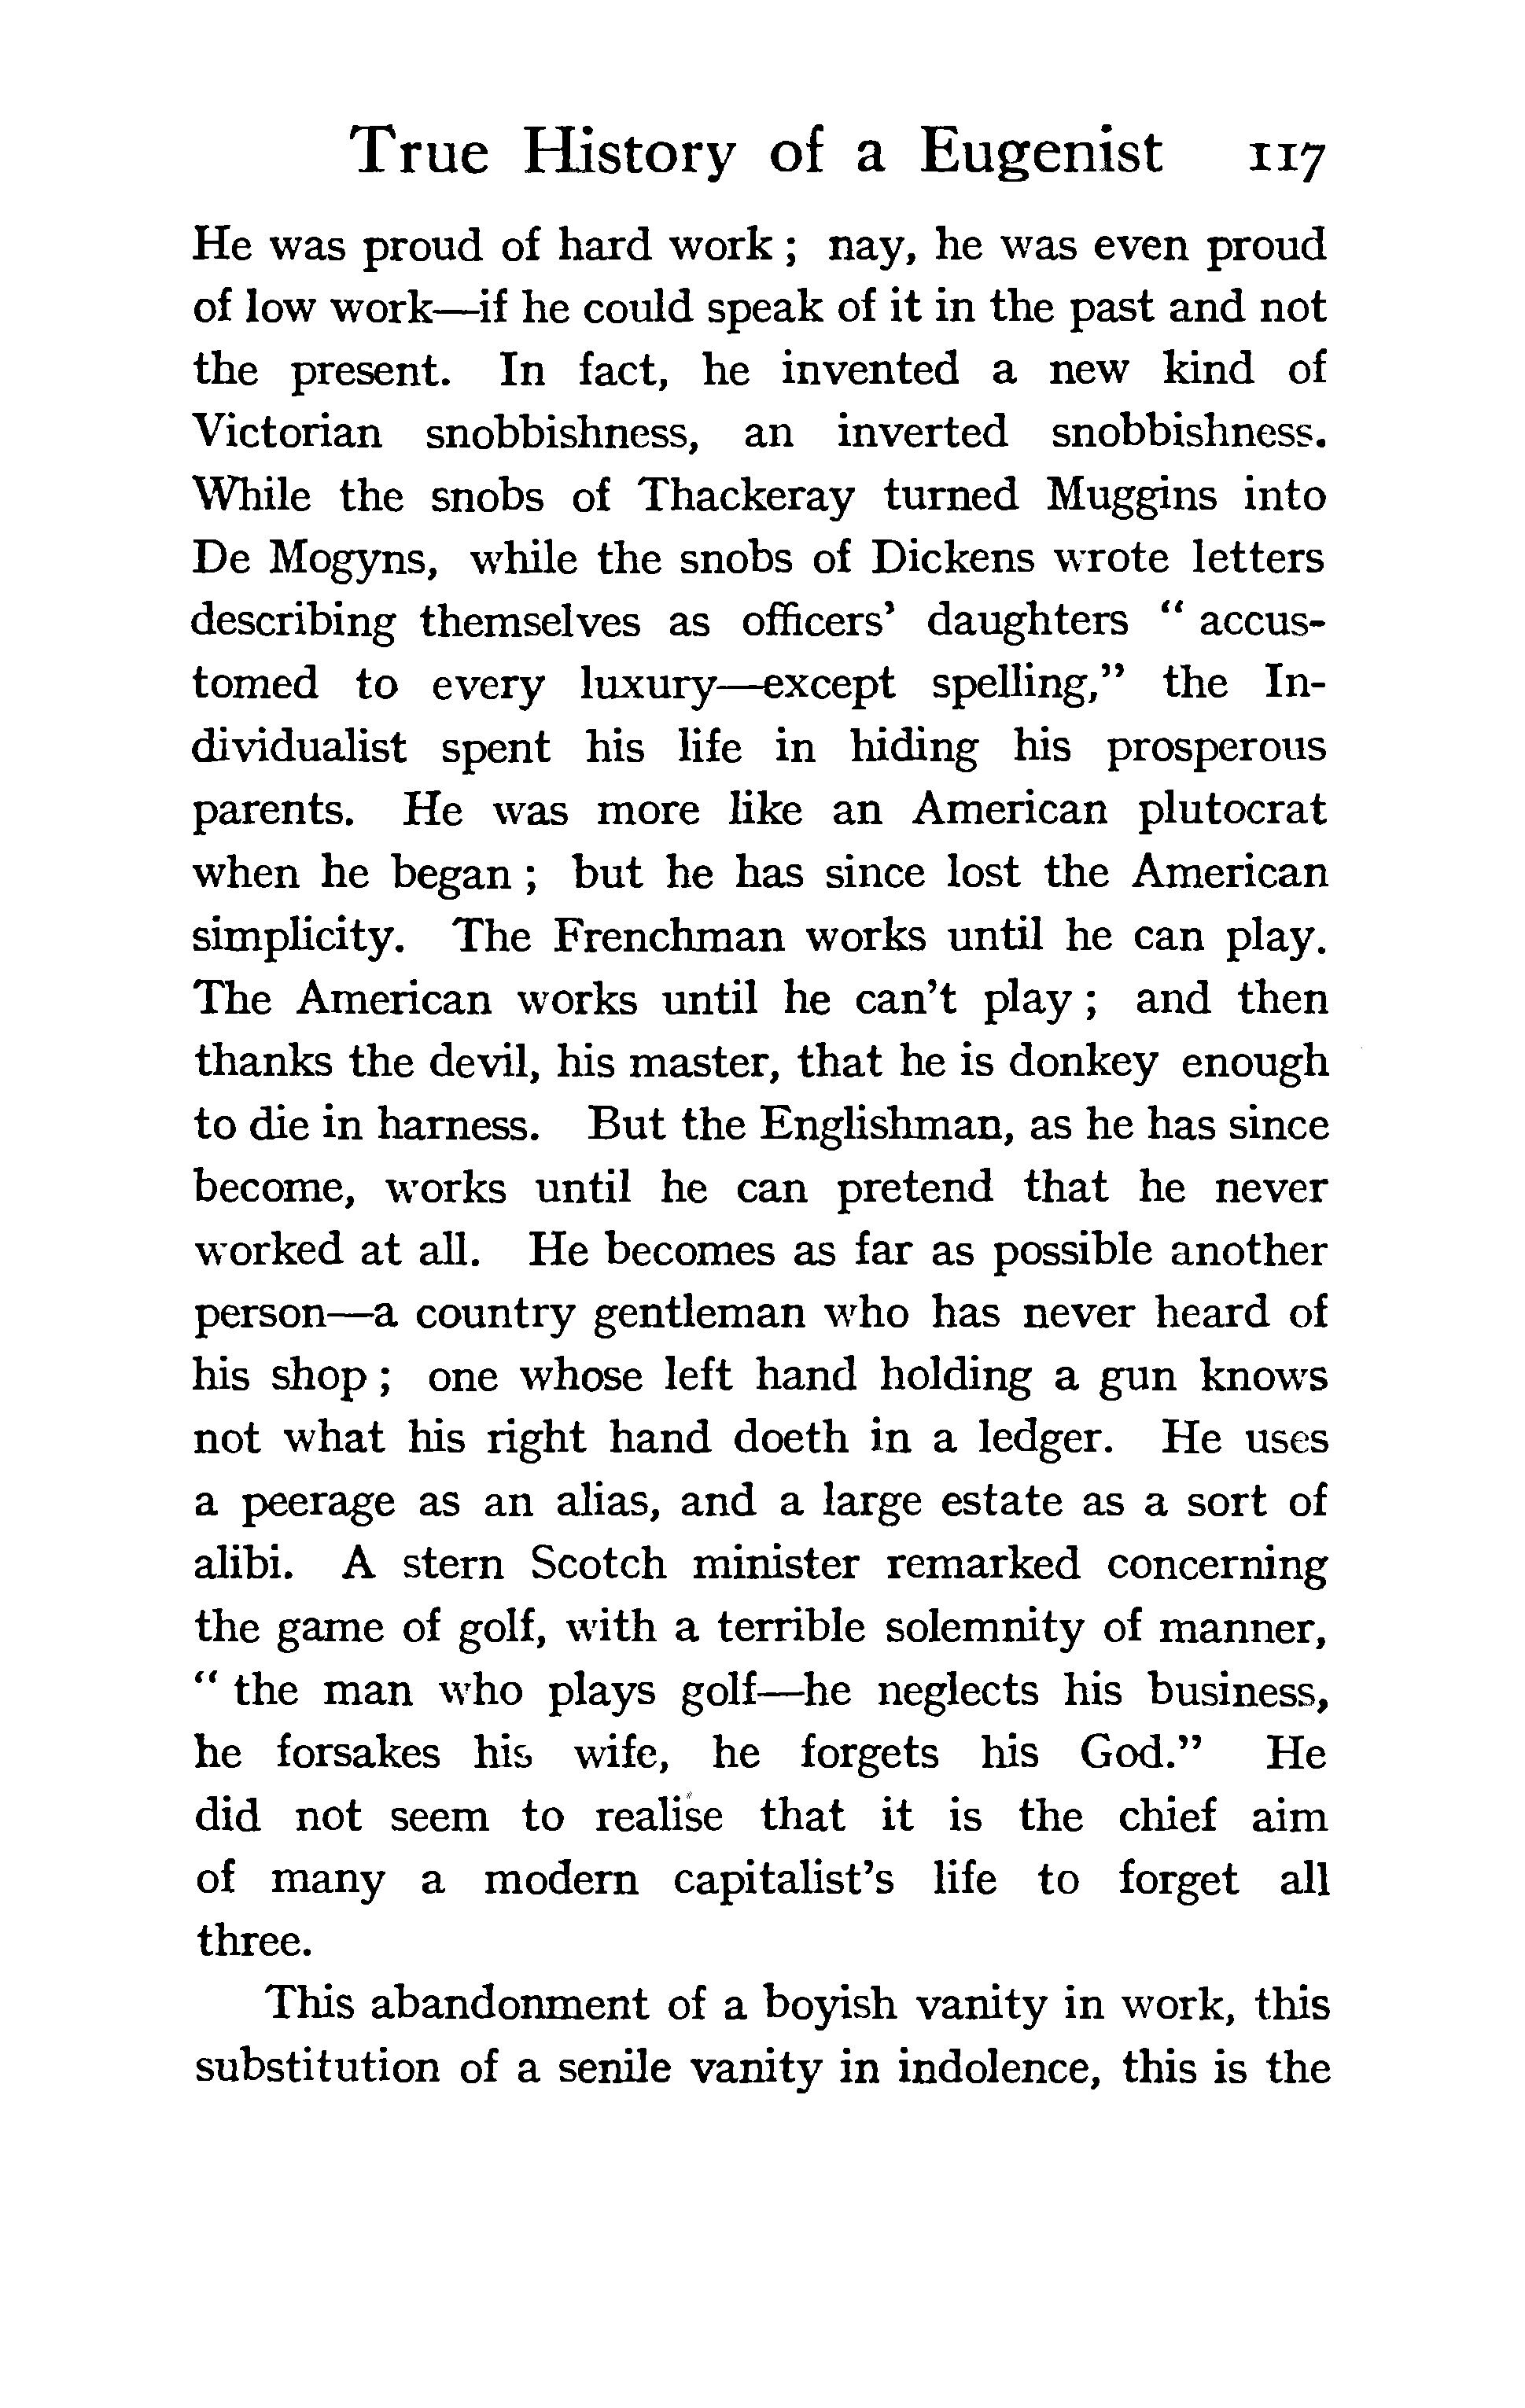 True History of a Eugenist 117
He was proud of hard work ; nay, he was even proud
of low work—if he could speak of it in the past and not
the present. In fact, he invented a new kind of
Victorian snobbishness, an inverted snobbishness.
While the snobs of Thackeray turned Muggins into
De Mogyns, while the snobs of Dickens wrote letters
describing themselves as officers’ daughters “ accus-
tomed to every luxury—except spelling,” the In-
dividualist spent his life in hiding his prosperous
parents. He was more like an American plutocrat
when he began ; but he has since lost the American
simplicity. The Frenchman works until he can play.
The American works until he can’t play ; and then
thanks the devil, his master, that he is donkey enough
to die in harness. But the Englishman, as he has since
become, works until he can pretend that he never
worked at all. He becomes as far as possible another
person—a country gentleman who has never heard of
his shop ; one whose left hand holding a gun knows
not what his right hand doeth in a ledger. He uses
a peerage as an alias, and a large estate as a sort of
alibi. A stern Scotch minister remarked concerning
the game of golf, with a terrible solemnity of manner,
“ the man who plays golf—he neglects his business,
he forsakes his wife, he forgets his God.” He
did not seem to realise that it is the chief aim
of many a modern capitalist’s life to forget all
three.
This abandonment of a boyish vanity in work, this
substitution of a senile vanity in indolence, this is the